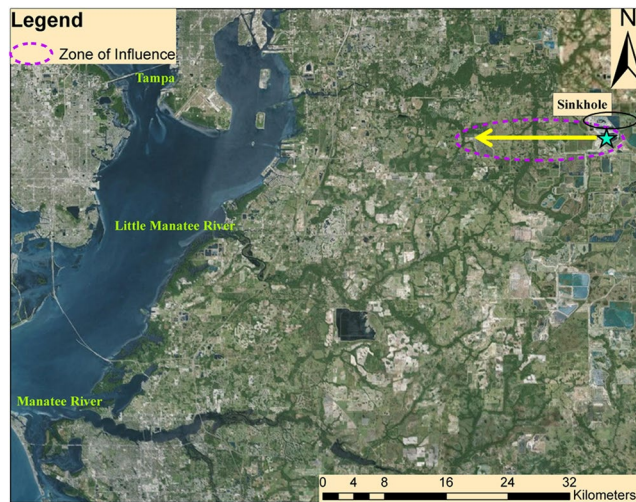 Legend
Zone of Influence
N
Tampa
Sinkhole
Little Manatee River
Manatee River
0 4 8 16 24 32
Kilometers